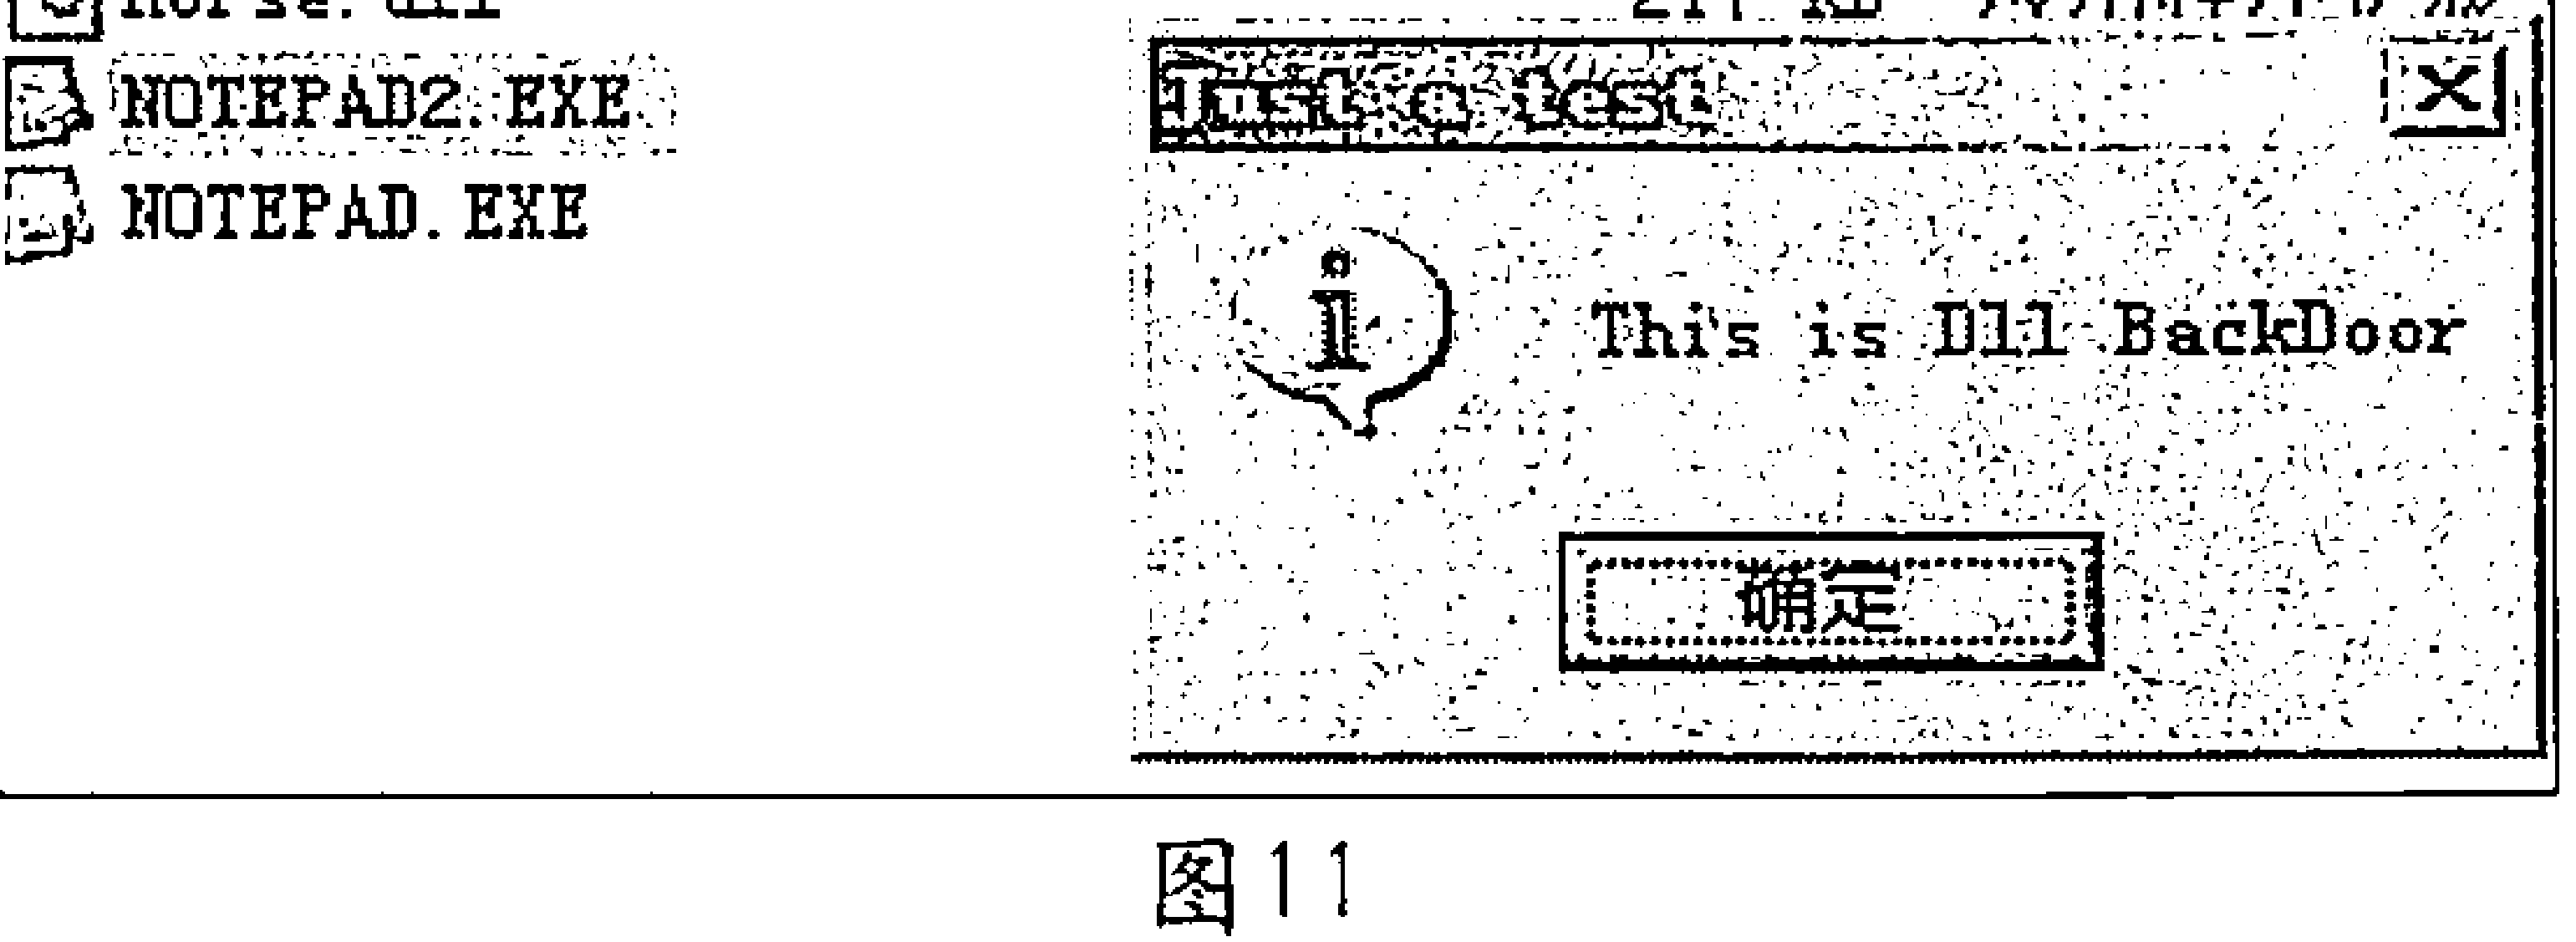 NOTEPAD2.EXE
NOTEPAD.EXE
Just a test
This is Dll BackDoor
确定
图11